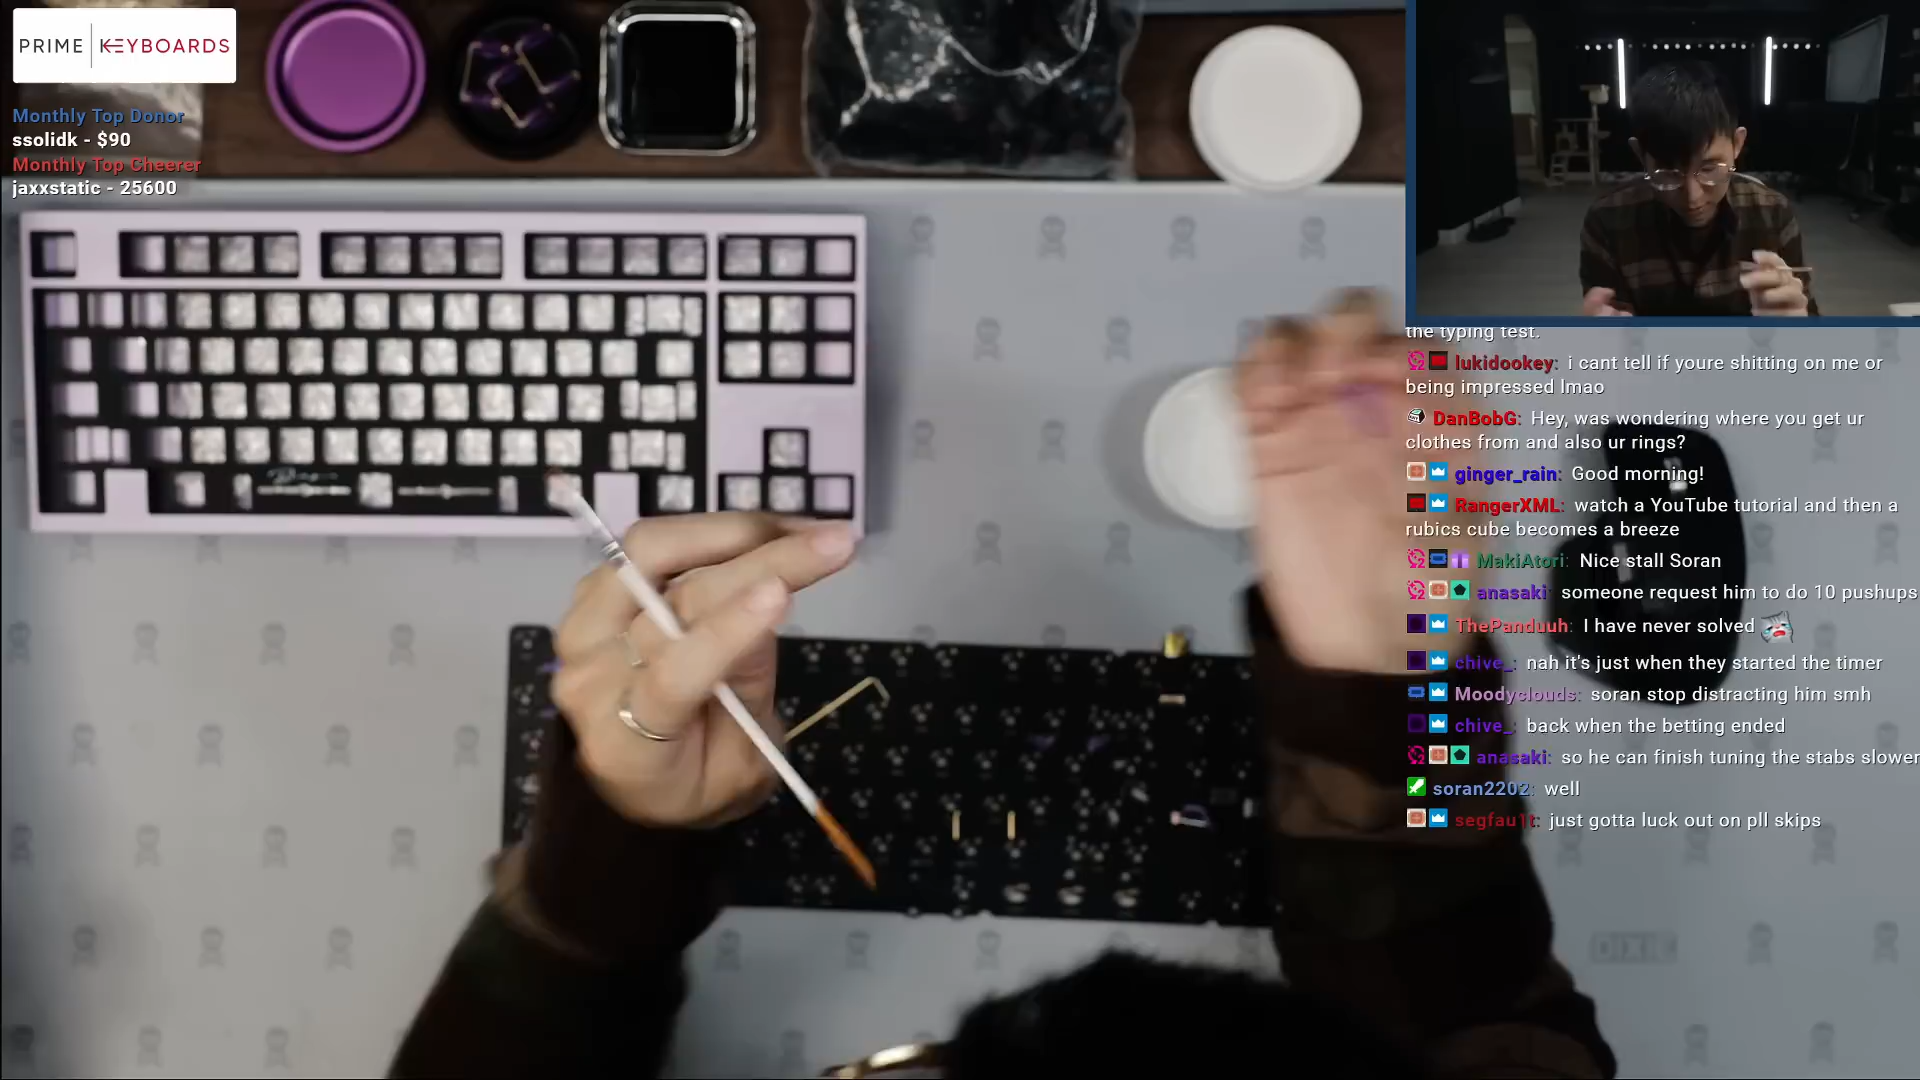 PRIME KEYBOARDS
Monthly Top Donor
ssolidk - $90
Monthly Top Cheerer
jaxxstatic - 25600
the typing test.
lukidookey: i cant tell if youre shitting on me or
being impressed lmao
DanBobG: Hey, was wondering where you get ur
clothes from and also ur rings?
ginger_rain: Good morning!
RangerXML: watch a YouTube tutorial and then a
rubics cube becomes a breeze
MakiAtori: Nice stall Soran
anasaki: someone request him to do 10 pushups
ThePanduuh: I have never solved
chive_: nah it's just when they started the timer
Moodyclouds: soran stop distracting him smh
chive_: back when the betting ended
anasaki: so he can finish tuning the stabs slower
soran2202: well
segfau1t: just gotta luck out on pll skips